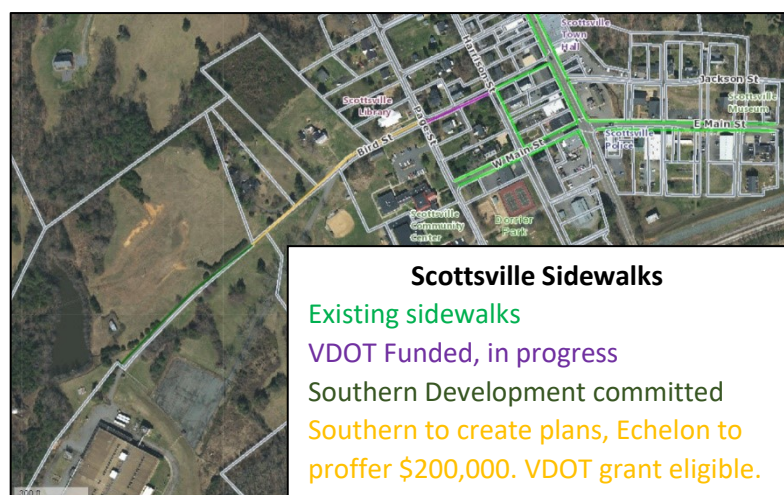 Scottsville
Town
Hall
Harrison St
Jackson St
Scottsville
Museum
Scottsville
Library
Page St
Bird St
E Main St
Scottsville
Police
W Main St
Scottsville
Community
Center
Dorrier
Park
Scottsville Sidewalks
Existing sidewalks
VDOT Funded, in progress
Southern Development committed
Southern to create plans, Echelon to
proffer $200,000. VDOT grant eligible.
200 ft